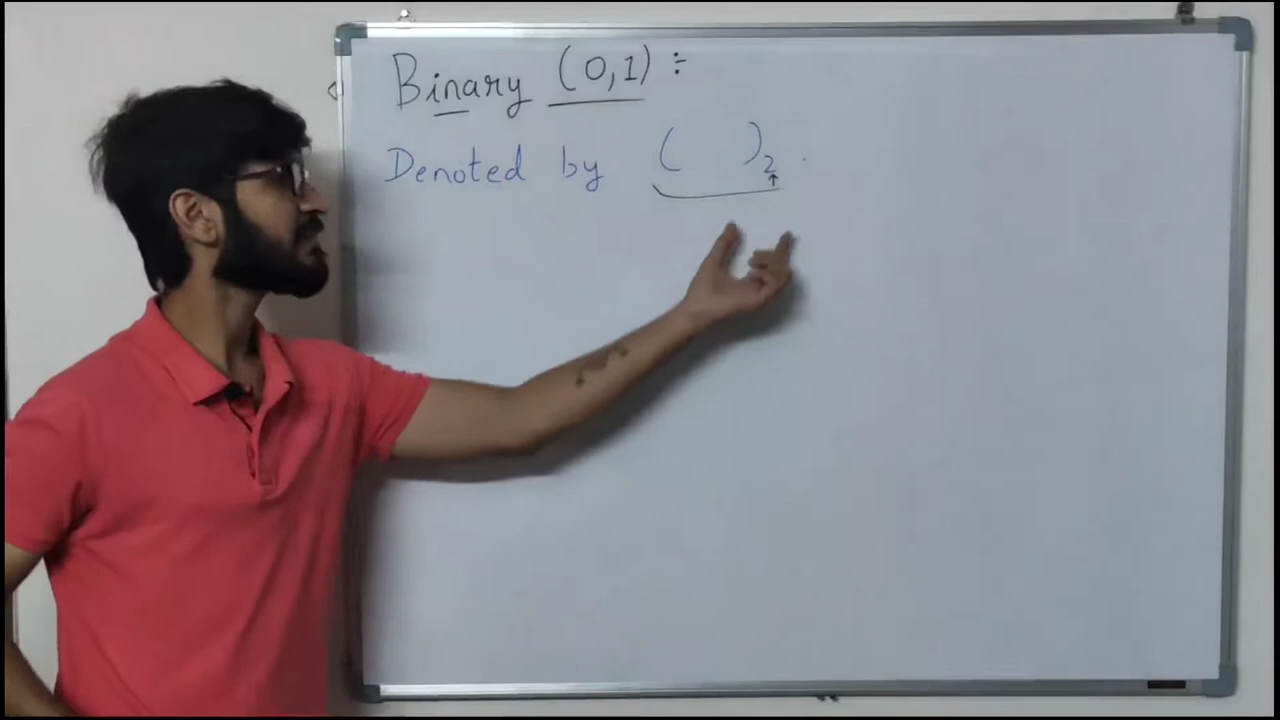 Binary (0,1) :-
Denoted by (    )₂.